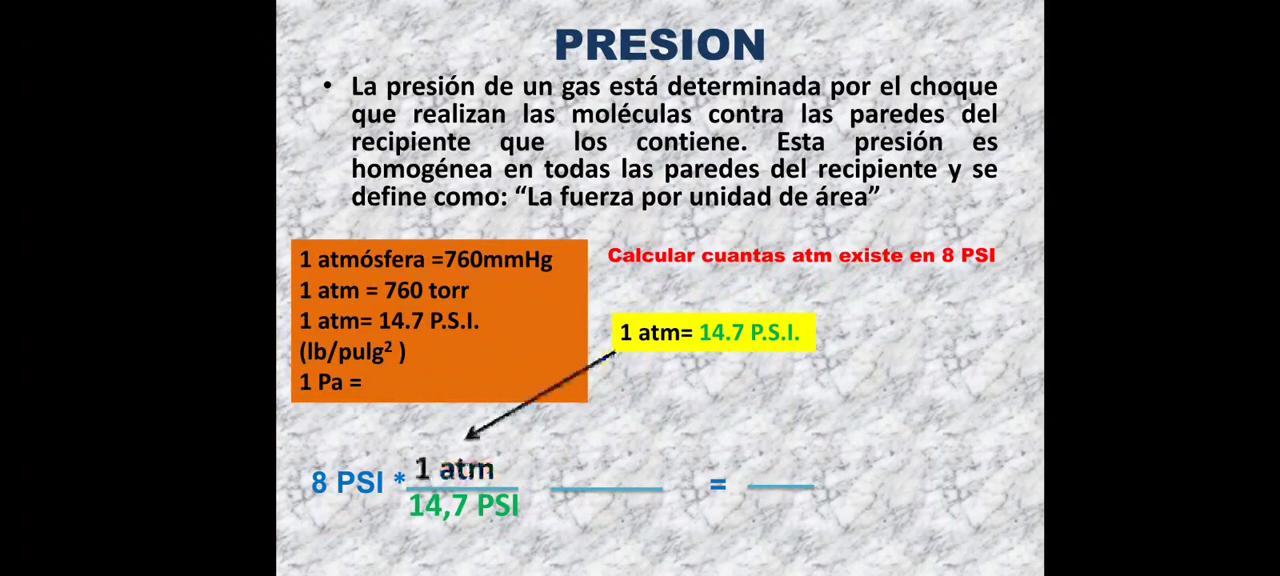 PRESION
• La presión de un gas está determinada por el choque
que realizan las moléculas contra las paredes del
recipiente que los contiene. Esta presión es
homogénea en todas las paredes del recipiente y se
define como: “La fuerza por unidad de área”
1 atmósfera =760mmHg
1 atm = 760 torr
1 atm= 14.7 P.S.I.
(lb/pulg² )
1 Pa =
Calcular cuantas atm existe en 8 PSI
1 atm= 14.7 P.S.I.
1 atm
8 PSI *
=
14,7 PSI